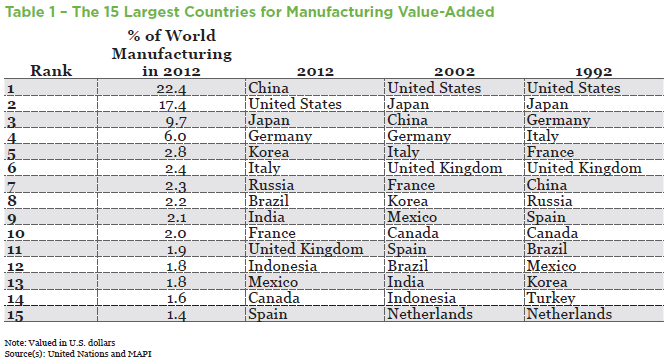 Table 1 – The 15 Largest Countries for Manufacturing Value-Added
% of World
Manufacturing
Rank in 2012 2012 2002 1992
1 22.4 China United States United States
2 17.4 United States Japan Japan
3 9.7 Japan China Germany
4 6.0 Germany Germany Italy
5 2.8 Korea Italy France
6 2.4 Italy United Kingdom United Kingdom
7 2.3 Russia France China
8 2.2 Brazil Korea Russia
9 2.1 India Mexico Spain
10 2.0 France Canada Canada
11 1.9 United Kingdom Spain Brazil
12 1.8 Indonesia Brazil Mexico
13 1.8 Mexico India Korea
14 1.6 Canada Indonesia Turkey
15 1.4 Spain Netherlands Netherlands
Note: Valued in U.S. dollars
Source(s): United Nations and MAPI